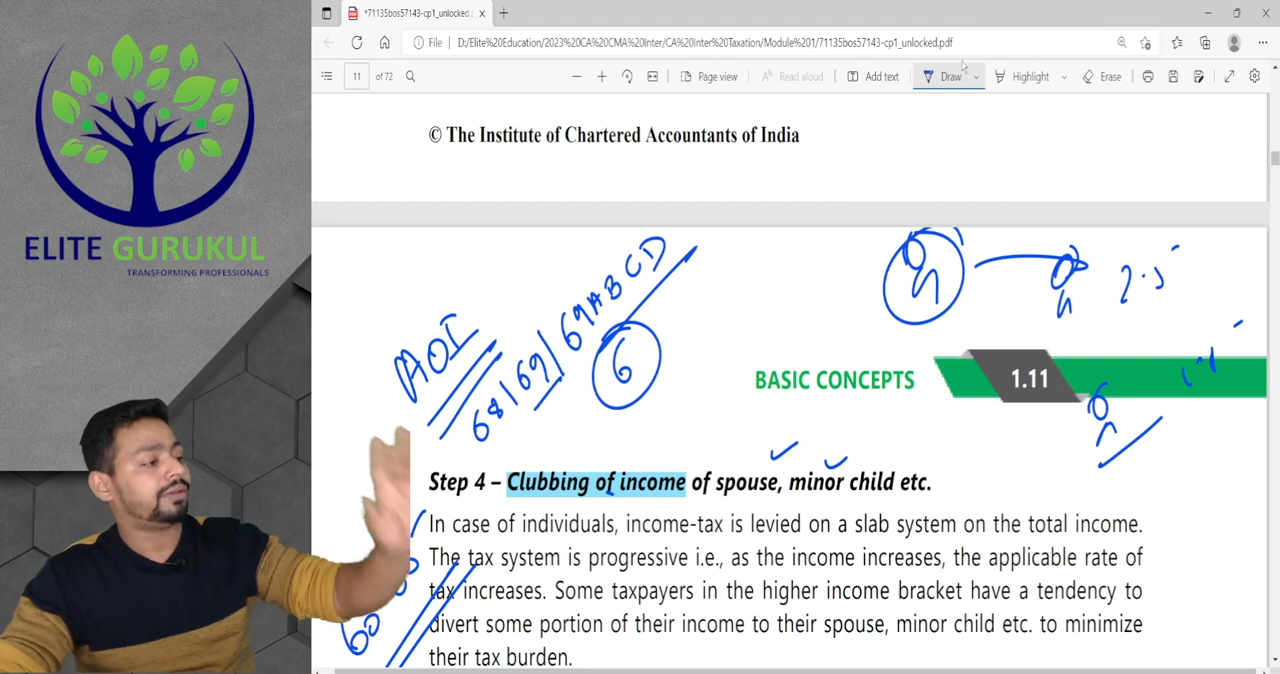 *71135bos57143-cp1_unlocked.p
File D:/Elite%20Education/2023%20CA%20CMA%20Inter/CA%20Inter%20Taxation/Module%201/71135bos57143-cp1_unlocked.pdf
11 of 72 Page view Read aloud Add text Draw Highlight Erase
ELITE GURUKUL
TRANSFORMING PROFESSIONALS
© The Institute of Chartered Accountants of India
AOI
68/69/69ABCD
6
2.5
BASIC CONCEPTS 1.11
Step 4 – Clubbing of income of spouse, minor child etc.
In case of individuals, income-tax is levied on a slab system on the total income.
The tax system is progressive i.e., as the income increases, the applicable rate of
tax increases. Some taxpayers in the higher income bracket have a tendency to
divert some portion of their income to their spouse, minor child etc. to minimize
their tax burden.